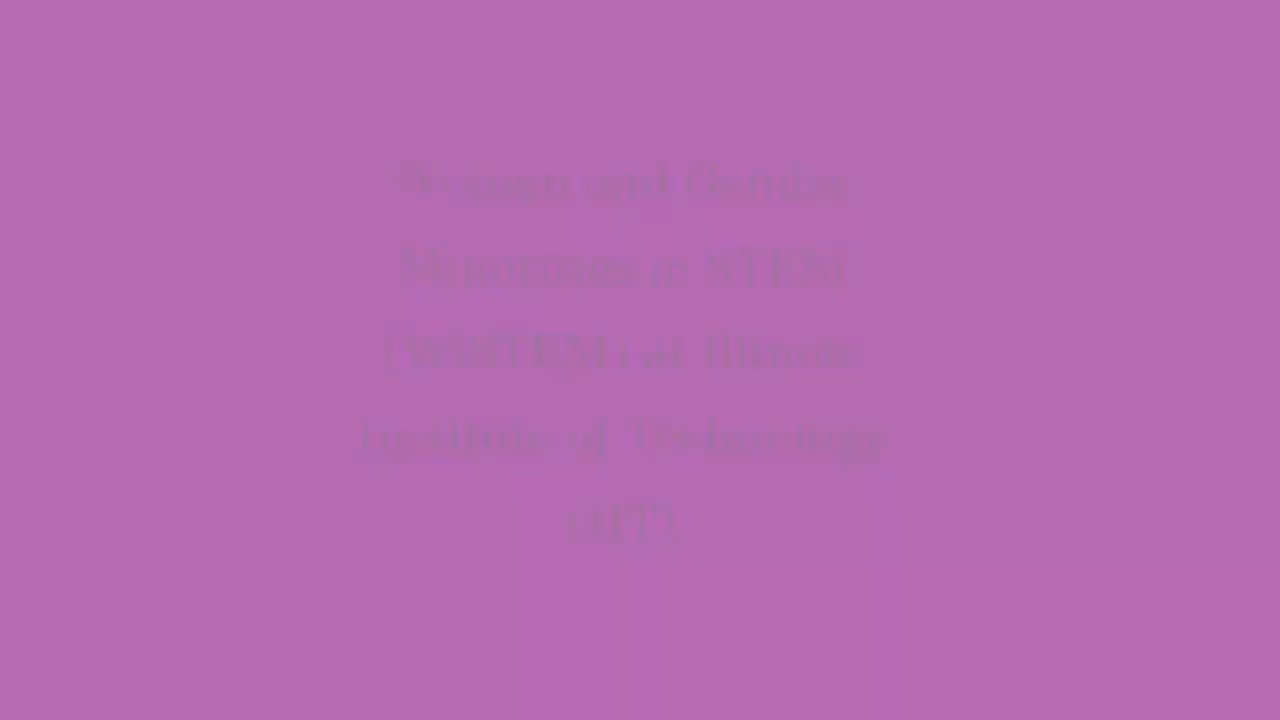 Women and Gender
Minorities in STEM
at Illinois
Institute of Technology
(IIT)